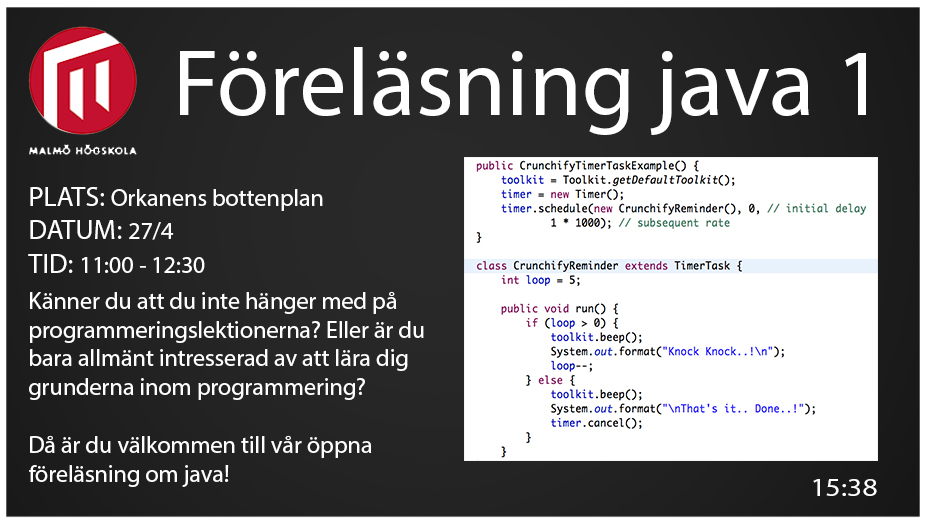 Föreläsning java 1
MALMÖ HÖGSKOLA
PLATS: Orkanens bottenplan
DATUM: 27/4
TID: 11:00 - 12:30
Känner du att du inte hänger med på
programmeringslektionerna? Eller är du
bara allmänt intresserad av att lära dig
grunderna inom programmering?
Då är du välkommen till vår öppna
föreläsning om java!
public CrunchifyTimerTaskExample() {
    toolkit = Toolkit.getDefaultToolkit();
    timer = new Timer();
    timer.schedule(new CrunchifyReminder(), 0, // initial delay
            1 * 1000); // subsequent rate
}
class CrunchifyReminder extends TimerTask {
    int loop = 5;
    public void run() {
        if (loop > 0) {
            toolkit.beep();
            System.out.format("Knock Knock..!\n");
            loop--;
        } else {
            toolkit.beep();
            System.out.format("\nThat's it.. Done..!");
            timer.cancel();
        }
    }
15:38